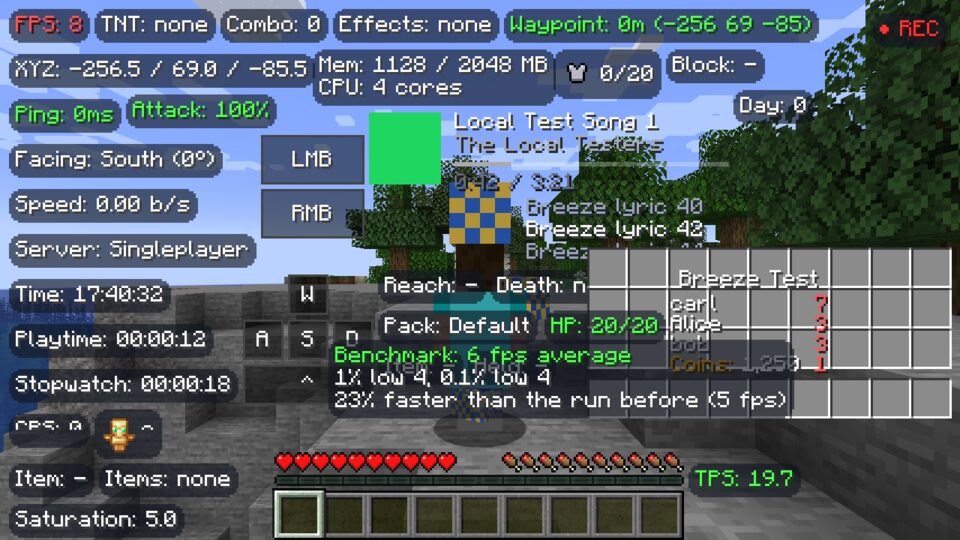 FPS: 8
TNT: none
Combo: 0
Effects: none
Waypoint: 0m (-256 69 -85)
REC
XYZ: -256.5 / 69.0 / -85.5
Mem: 1128 / 2048 MB
CPU: 4 cores
0/20
Block: -
Day: 0
Ping: 0ms
Attack: 100%
Local Test Song 1
The Local Testers
0:42 / 3:21
Facing: South (0°)
LMB
RMB
Speed: 0.00 b/s
Breeze lyric 40
Breeze lyric 42
Breeze
Server: Singleplayer
Time: 17:40:32
W
Reach: -
Death: n
Breeze Test
carl 7
Alice 3
bob 3
Coins: 1,250 1
Playtime: 00:00:12
A
S
D
Pack: Default
HP: 20/20
Benchmark: 6 fps average
1% low 4, 0.1% low 4
23% faster than the run before (5 fps)
Stopwatch: 00:00:18
^
CPS: 0
^
Item: -
Items: none
TPS: 19.7
Saturation: 5.0